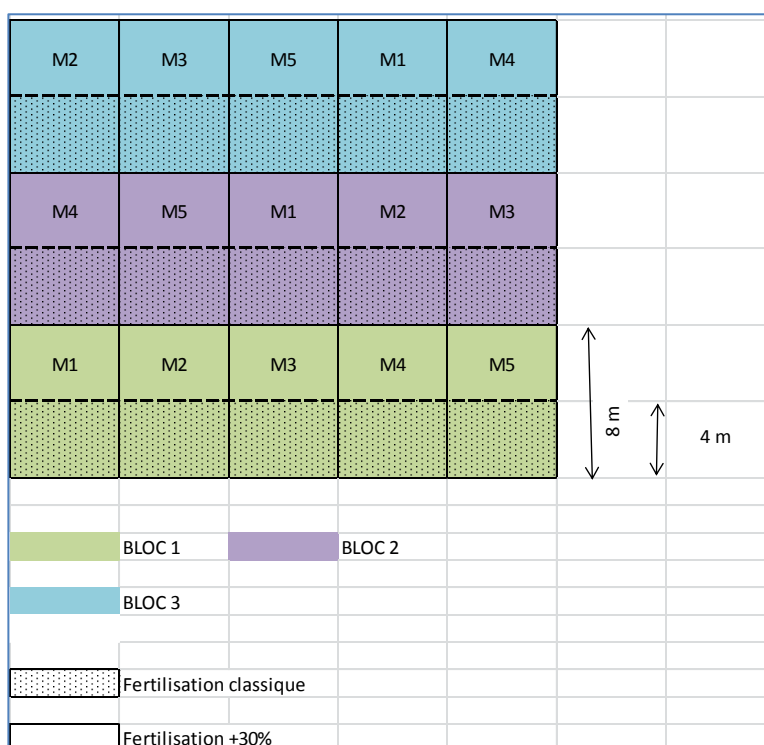 M2 M3 M5 M1 M4
M4 M5 M1 M2 M3
M1 M2 M3 M4 M5
8 m
4 m
BLOC 1 BLOC 2
BLOC 3
Fertilisation classique
Fertilisation +30%